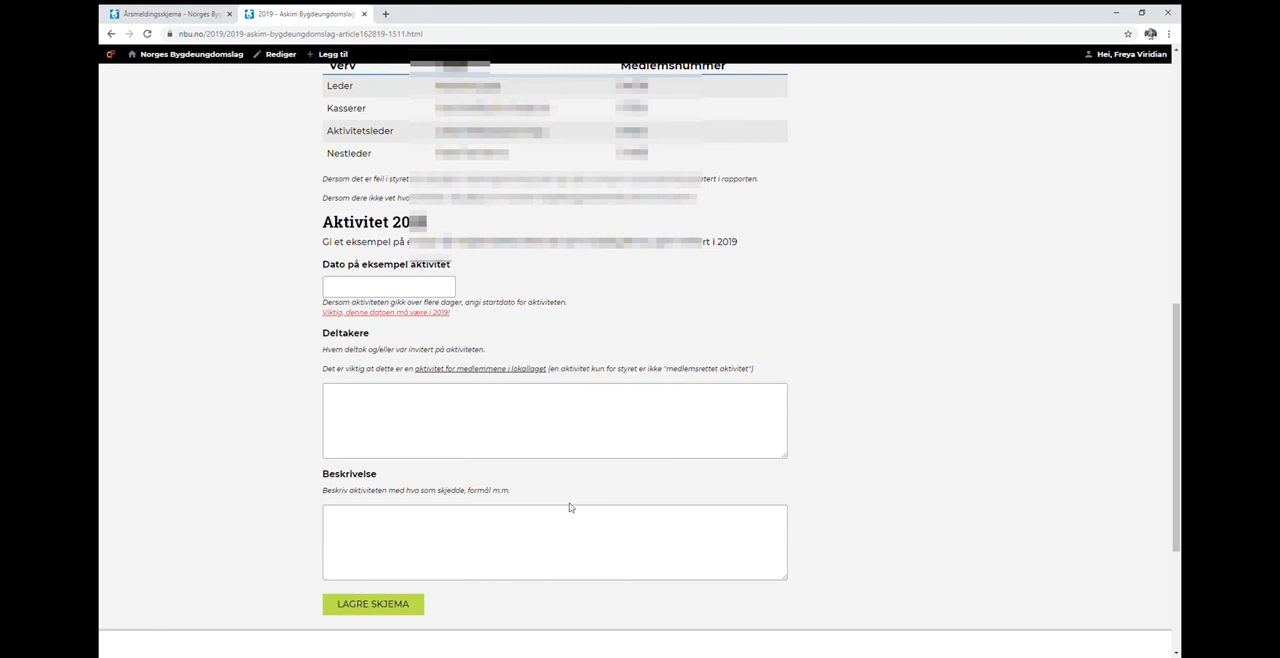 Årsmeldingsskjema - Norges Byg
2019 - Askim Bygdeungdomslag
nbu.no/2019/2019-askim-bygdeungdomslag-article162819-1511.html
Norges Bygdeungdomslag Rediger Legg til Hei, Freya Viridian
Verv Medlemsnummer
Leder
Kasserer
Aktivitetsleder
Nestleder
Dersom det er feil i styret i rapporten.
Dersom dere ikke vet
Aktivitet 20
Gi et eksempel på i 2019
Dato på eksempel aktivitet
Dersom aktiviteten gikk over flere dager, angi startdato for aktiviteten.
Viktig, denne datoen må være i 2019!
Deltakere
Hvem deltok og/eller var invitert på aktiviteten.
Det er viktig at dette er en aktivitet for medlemmene i lokallaget (en aktivitet kun for styret er ikke "medlemsrettet aktivitet")
Beskrivelse
Beskriv aktiviteten med hva som skjedde, formål m.m.
LAGRE SKJEMA